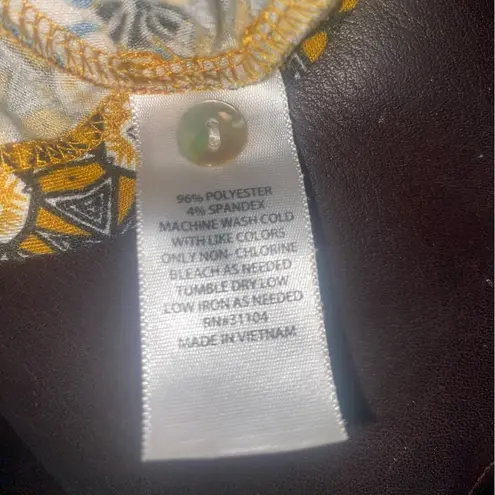 96% POLYESTER
4% SPANDEX
MACHINE WASH COLD
WITH LIKE COLORS
ONLY NON- CHLORINE
BLEACH AS NEEDED
TUMBLE DRY LOW
LOW IRON AS NEEDED
RN#31104
MADE IN VIETNAM